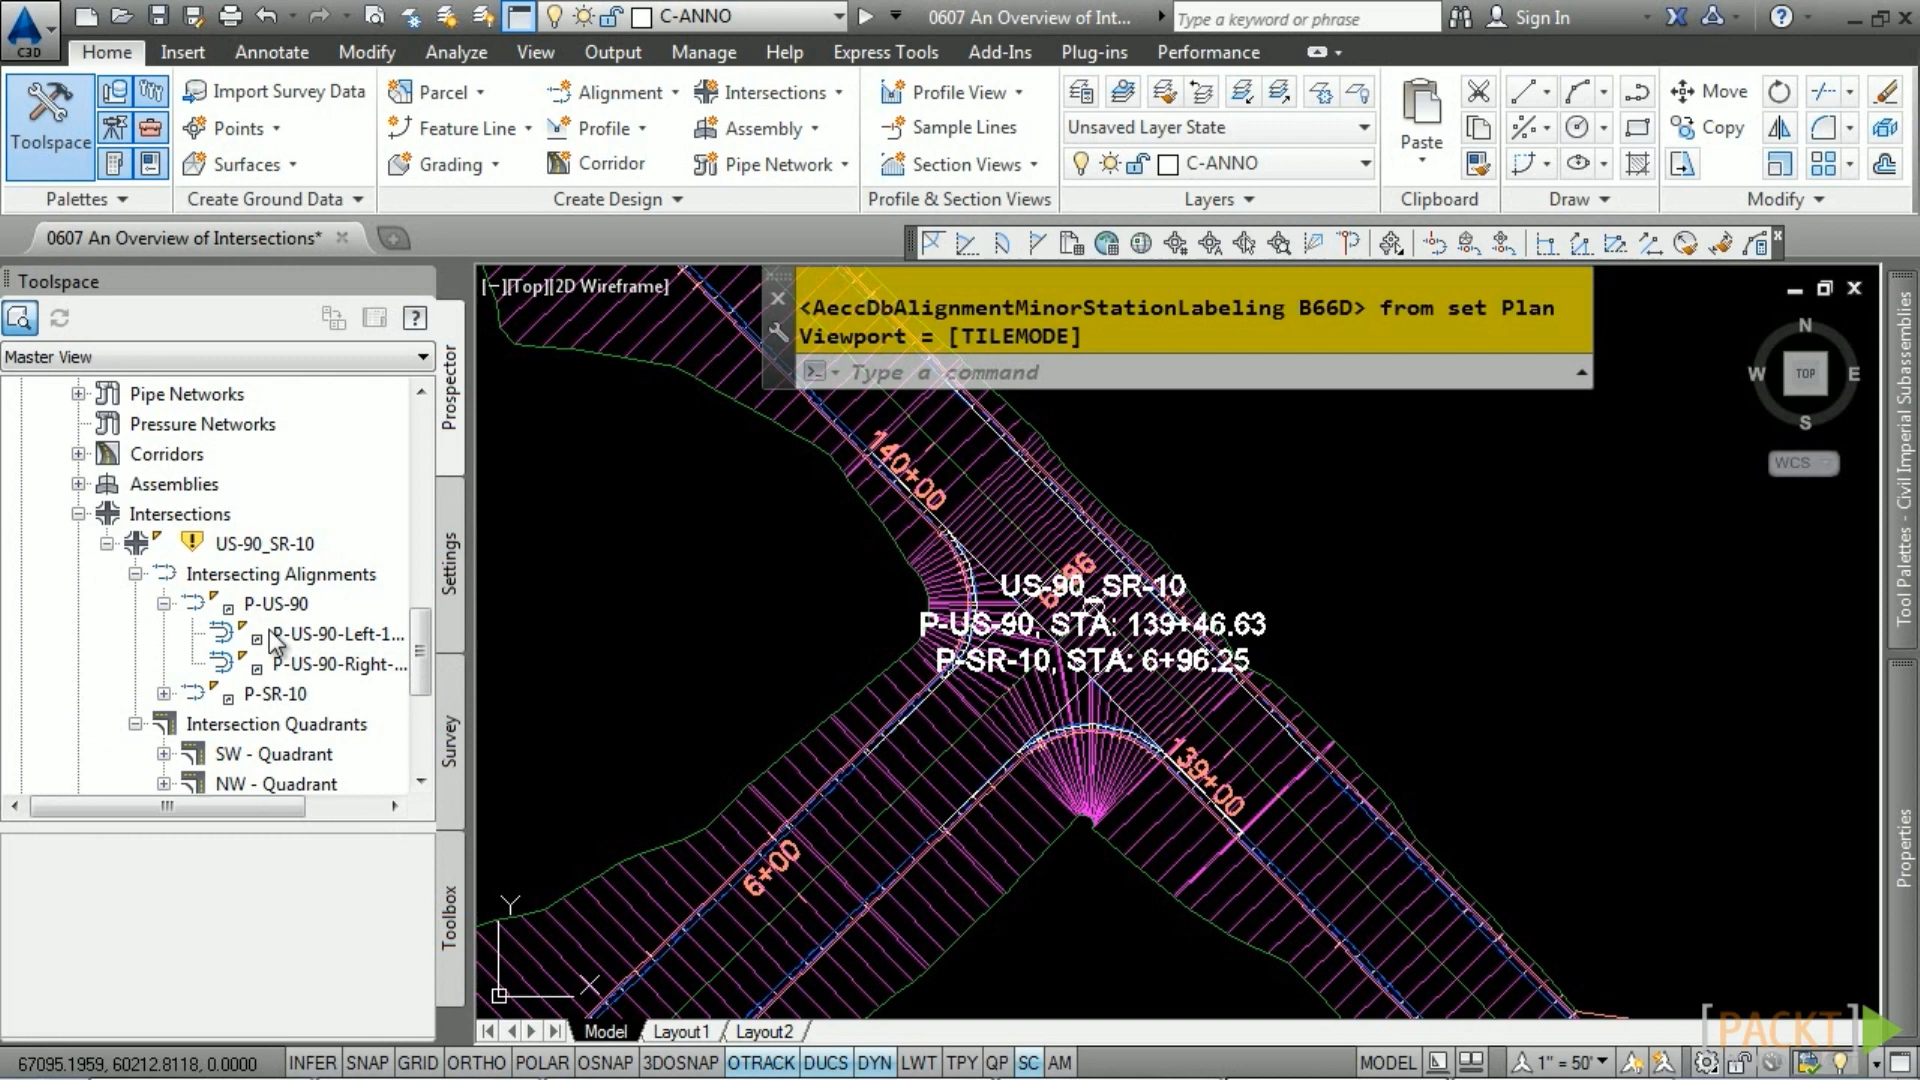 C3D
C-ANNO
0607 An Overview of Int...
Type a keyword or phrase
Sign In
Home Insert Annotate Modify Analyze View Output Manage Help Express Tools Add-Ins Plug-ins Performance
Toolspace
Import Survey Data
Points
Surfaces
Parcel
Feature Line
Grading
Alignment
Profile
Corridor
Intersections
Assembly
Pipe Network
Profile View
Sample Lines
Section Views
Unsaved Layer State
C-ANNO
Paste
Move
Copy
Palettes
Create Ground Data
Create Design
Profile & Section Views
Layers
Clipboard
Draw
Modify
0607 An Overview of Intersections*
Toolspace
Master View
Pipe Networks
Pressure Networks
Corridors
Assemblies
Intersections
US-90_SR-10
Intersecting Alignments
P-US-90
P-US-90-Left-1...
P-US-90-Right-...
P-SR-10
Intersection Quadrants
SW - Quadrant
NW - Quadrant
Prospector
Settings
Survey
Toolbox
[−][Top][2D Wireframe]
<AeccDbAlignmentMinorStationLabeling B66D> from set Plan
Viewport = [TILEMODE]
Type a command
N
W
TOP
E
S
WCS
140+00
US-90_SR-10
P-US-90, STA: 139+46.63
P-SR-10, STA: 6+96.25
139+00
6+00
Y
X
Tool Palettes - Civil Imperial Subassemblies
Properties
[PACKT]
Model Layout1 Layout2
67095.1959, 60212.8118, 0.0000
INFER SNAP GRID ORTHO POLAR OSNAP 3DOSNAP OTRACK DUCS DYN LWT TPY QP SC AM
MODEL
1" = 50'